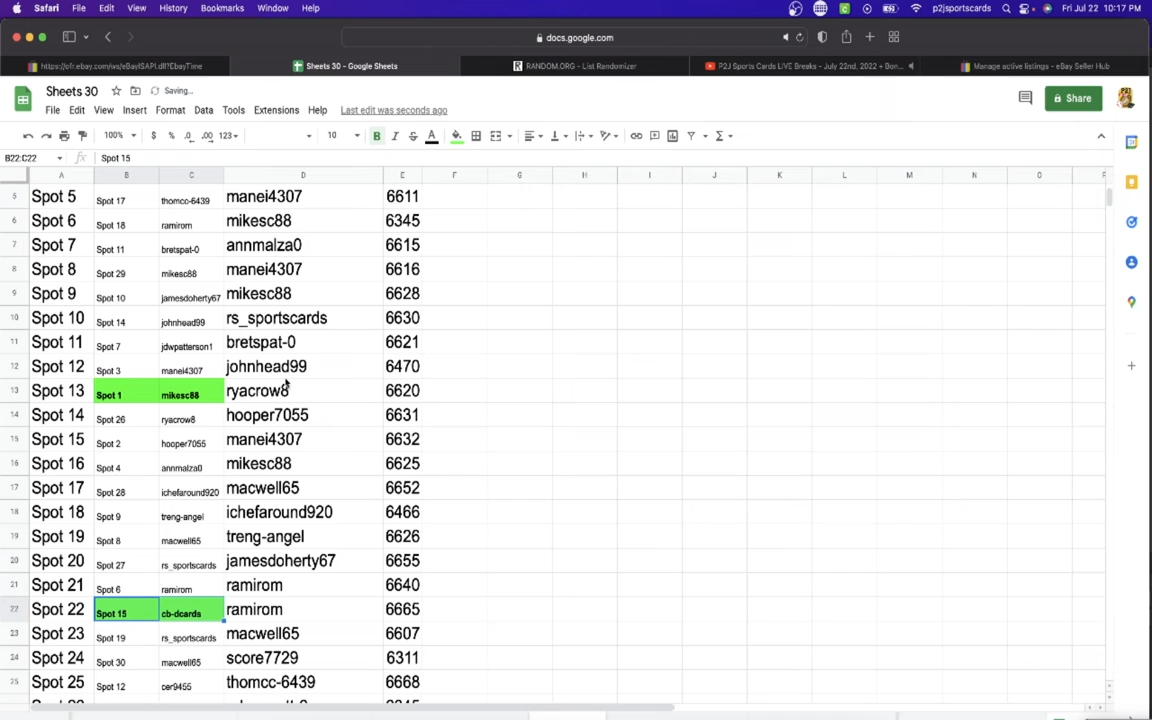 Safari File Edit View History Bookmarks Window Help p2jsportscards Fri Jul 22 10:17 PM
docs.google.com
https://ofr.ebay.com/ws/eBayISAPI.dll?EbayTime Sheets 30 - Google Sheets RANDOM.ORG - List Randomizer P2J Sports Cards LIVE Breaks - July 22nd, 2022 + Bon... Manage active listings - eBay Seller Hub
Sheets 30 Saving...
File Edit View Insert Format Data Tools Extensions Help Last edit was seconds ago Share
100% $ % .0 .00 123 10 B I S A
B22:C22 fx Spot 15
A B C D E F G H I J K L M N O
5 Spot 5 Spot 17 thomcc-6439 manei4307 6611
6 Spot 6 Spot 18 ramirom mikesc88 6345
7 Spot 7 Spot 11 bretspat-0 annmalza0 6615
8 Spot 8 Spot 29 mikesc88 manei4307 6616
9 Spot 9 Spot 10 jamesdoherty67 mikesc88 6628
10 Spot 10 Spot 14 johnhead99 rs_sportscards 6630
11 Spot 11 Spot 7 jdwpatterson1 bretspat-0 6621
12 Spot 12 Spot 3 manei4307 johnhead99 6470
13 Spot 13 Spot 1 mikesc88 ryacrow8 6620
14 Spot 14 Spot 26 ryacrow8 hooper7055 6631
15 Spot 15 Spot 2 hooper7055 manei4307 6632
16 Spot 16 Spot 4 annmalza0 mikesc88 6625
17 Spot 17 Spot 28 ichefaround920 macwell65 6652
18 Spot 18 Spot 9 treng-angel ichefaround920 6466
19 Spot 19 Spot 8 macwell65 treng-angel 6626
20 Spot 20 Spot 27 rs_sportscards jamesdoherty67 6655
21 Spot 21 Spot 6 ramirom ramirom 6640
22 Spot 22 Spot 15 cb-dcards ramirom 6665
23 Spot 23 Spot 19 rs_sportscards macwell65 6607
24 Spot 24 Spot 30 macwell65 score7729 6311
25 Spot 25 Spot 12 cer9455 thomcc-6439 6668